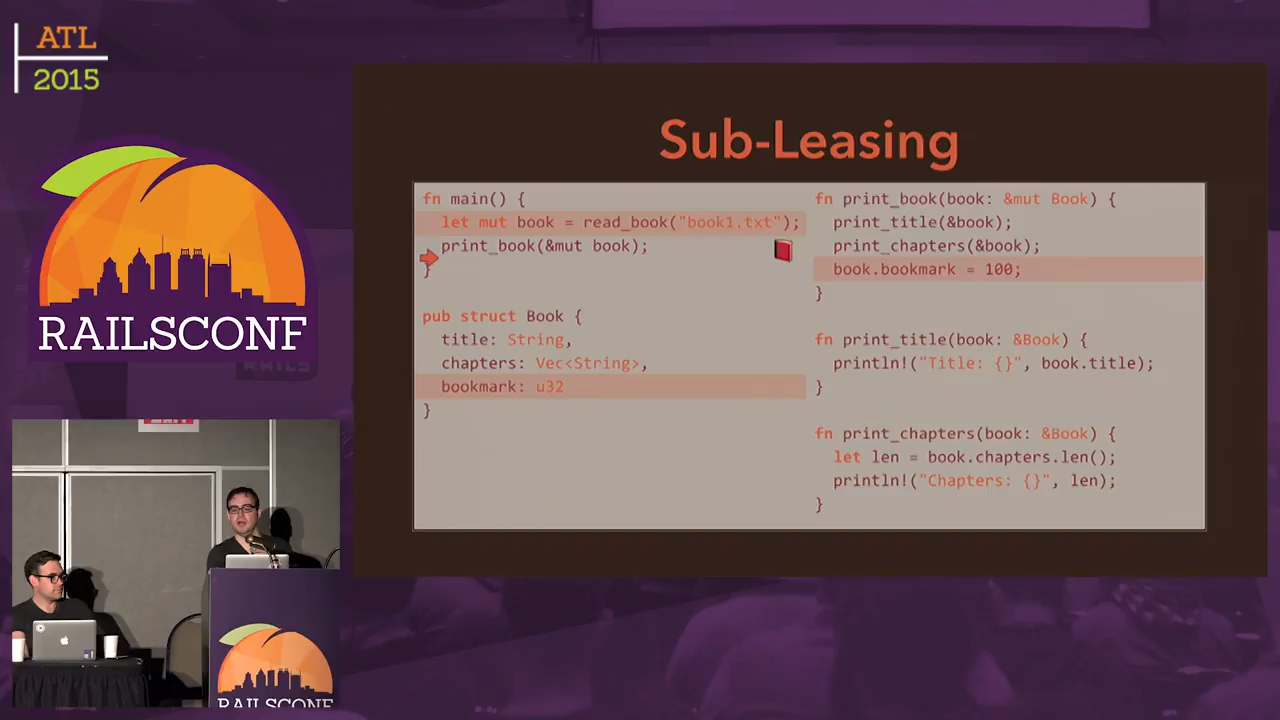 ATL
2015
RAILSCONF
Sub-Leasing
fn main() {
let mut book = read_book("book1.txt");
print_book(&mut book);
}
pub struct Book {
title: String,
chapters: Vec<String>,
bookmark: u32
}
fn print_book(book: &mut Book) {
print_title(&book);
print_chapters(&book);
book.bookmark = 100;
}
fn print_title(book: &Book) {
println!("Title: {}", book.title);
}
fn print_chapters(book: &Book) {
let len = book.chapters.len();
println!("Chapters: {}", len);
}
RAILSCONF